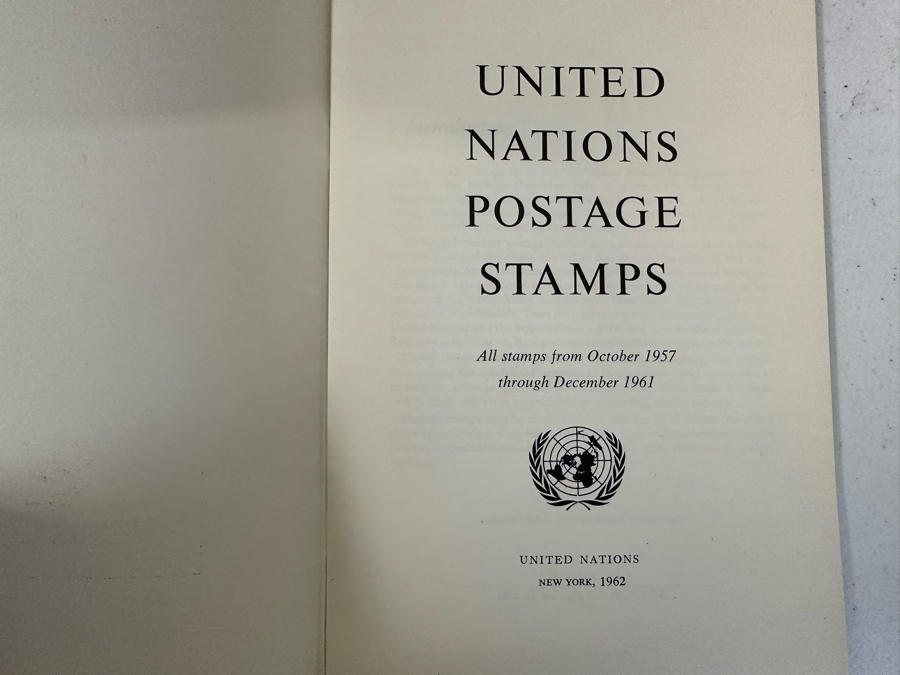 UNITED
NATIONS
POSTAGE
STAMPS
All stamps from October 1957
through December 1961
UNITED NATIONS
NEW YORK, 1962